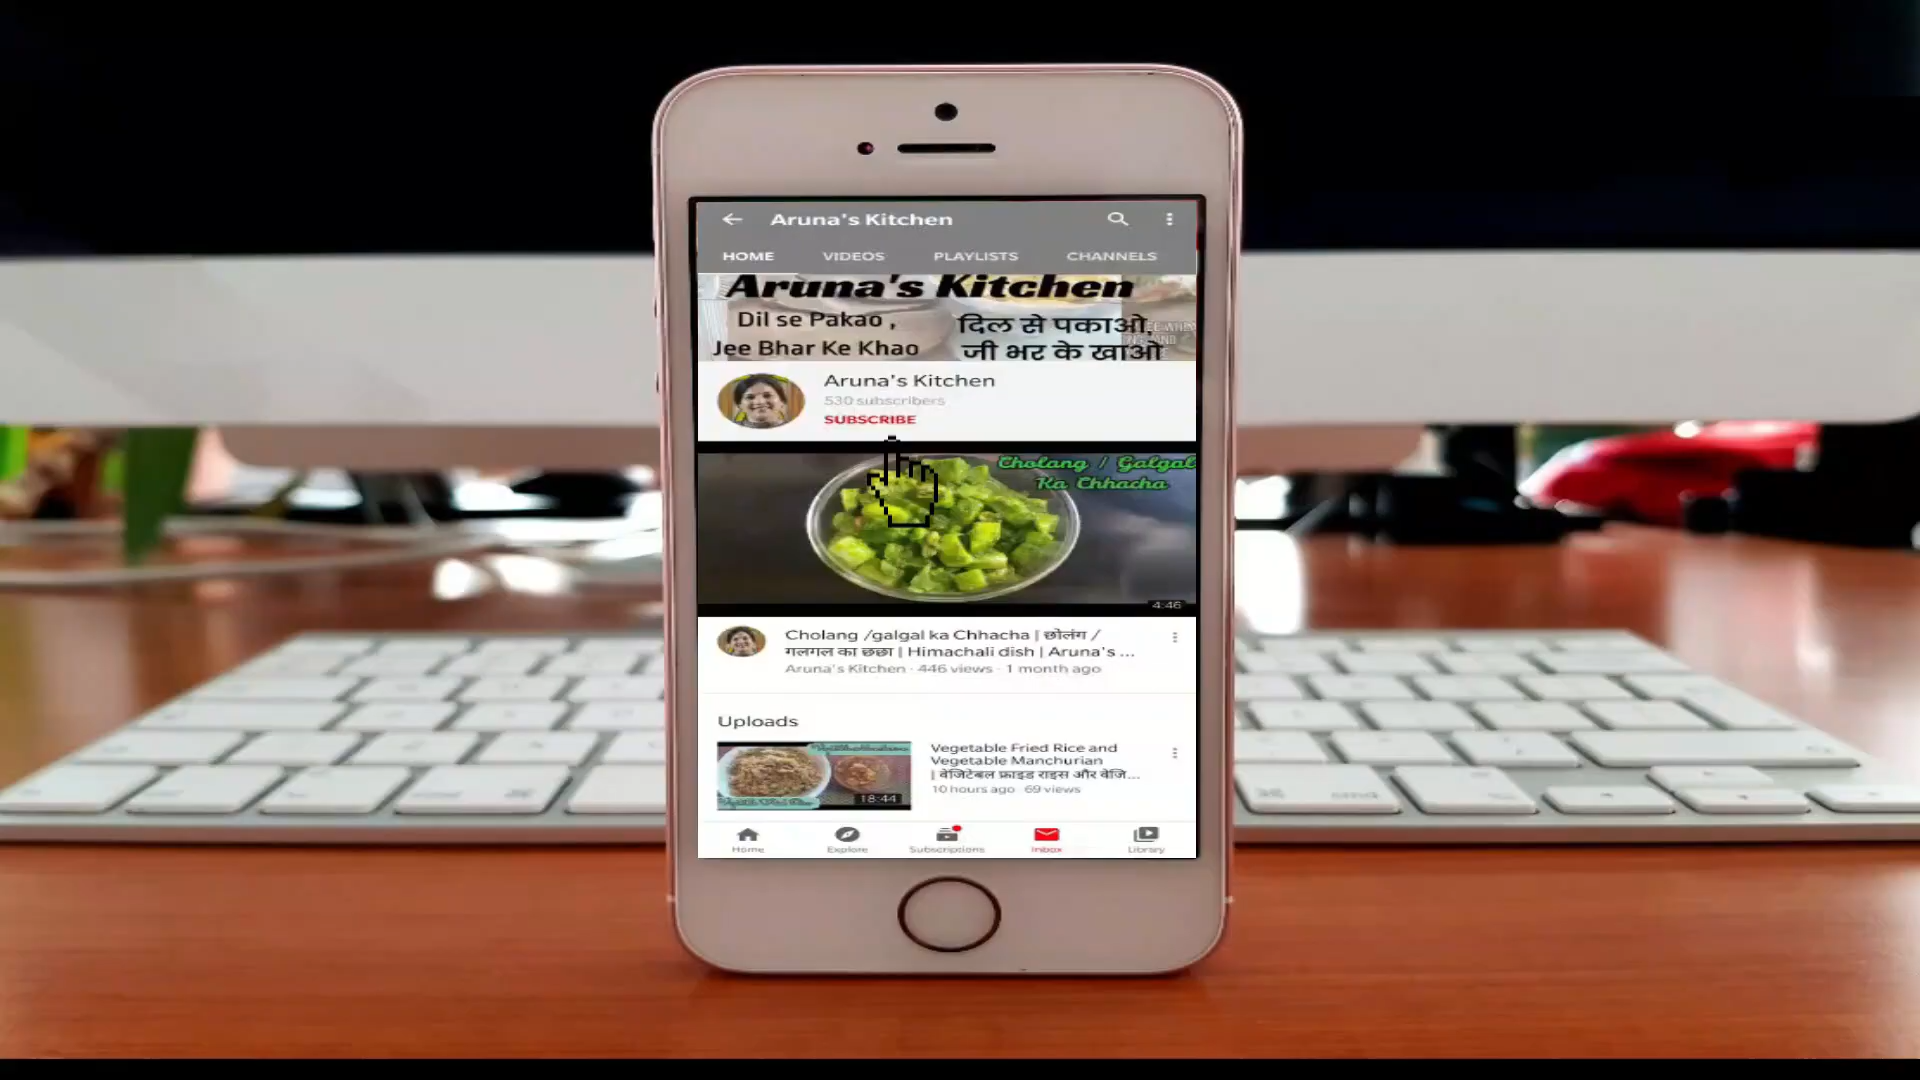 Aruna's Kitchen
HOME VIDEOS PLAYLISTS CHANNELS
Aruna's Kitchen
Dil se Pakao ,
Jee Bhar Ke Khao
दिल से पकाओ,
जी भर के खाओ
Aruna's Kitchen
530 subscribers
SUBSCRIBE
Cholang / Galgal
Ka Chhacha
4:46
Cholang /galgal ka Chhacha | छोलंग /
गलगल का छछा | Himachali dish | Aruna's ...
Aruna's Kitchen · 446 views · 1 month ago
Uploads
Vegetable Fried Rice and
Vegetable Manchurian
| वेजिटेबल फ्राइड राइस और वेजि...
10 hours ago · 69 views
18:44
Home Explore Subscriptions Inbox Library
cmd